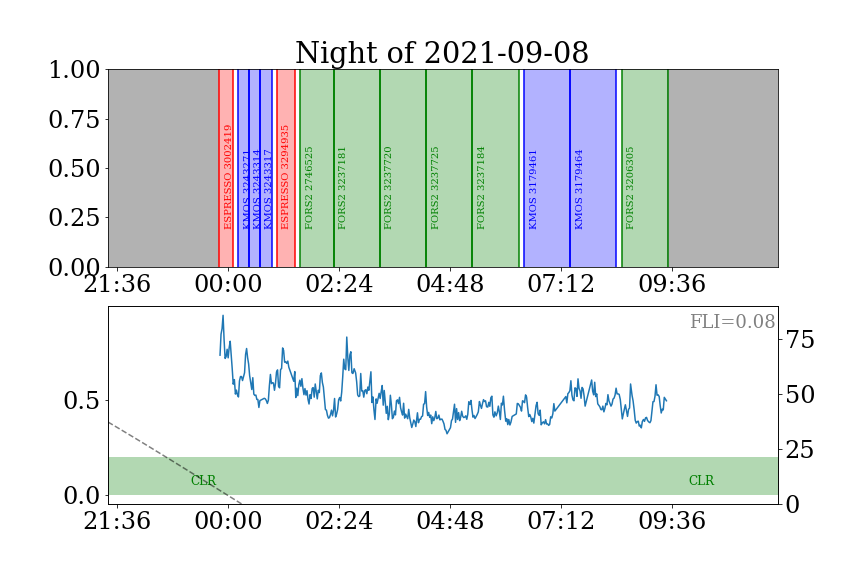 Night of 2021-09-08
1.00
0.75
0.50
0.25
0.00
ESPRESSO 3002419
KMOS 3243271
KMOS 3243314
KMOS 3243317
ESPRESSO 3294935
FORS2 2746525
FORS2 3237181
FORS2 3237720
FORS2 3237725
FORS2 3237184
KMOS 3179461
KMOS 3179464
FORS2 3206305
21:36 00:00 02:24 04:48 07:12 09:36
FLI=0.08
0.5
0.0
75
50
25
0
CLR CLR
21:36 00:00 02:24 04:48 07:12 09:36